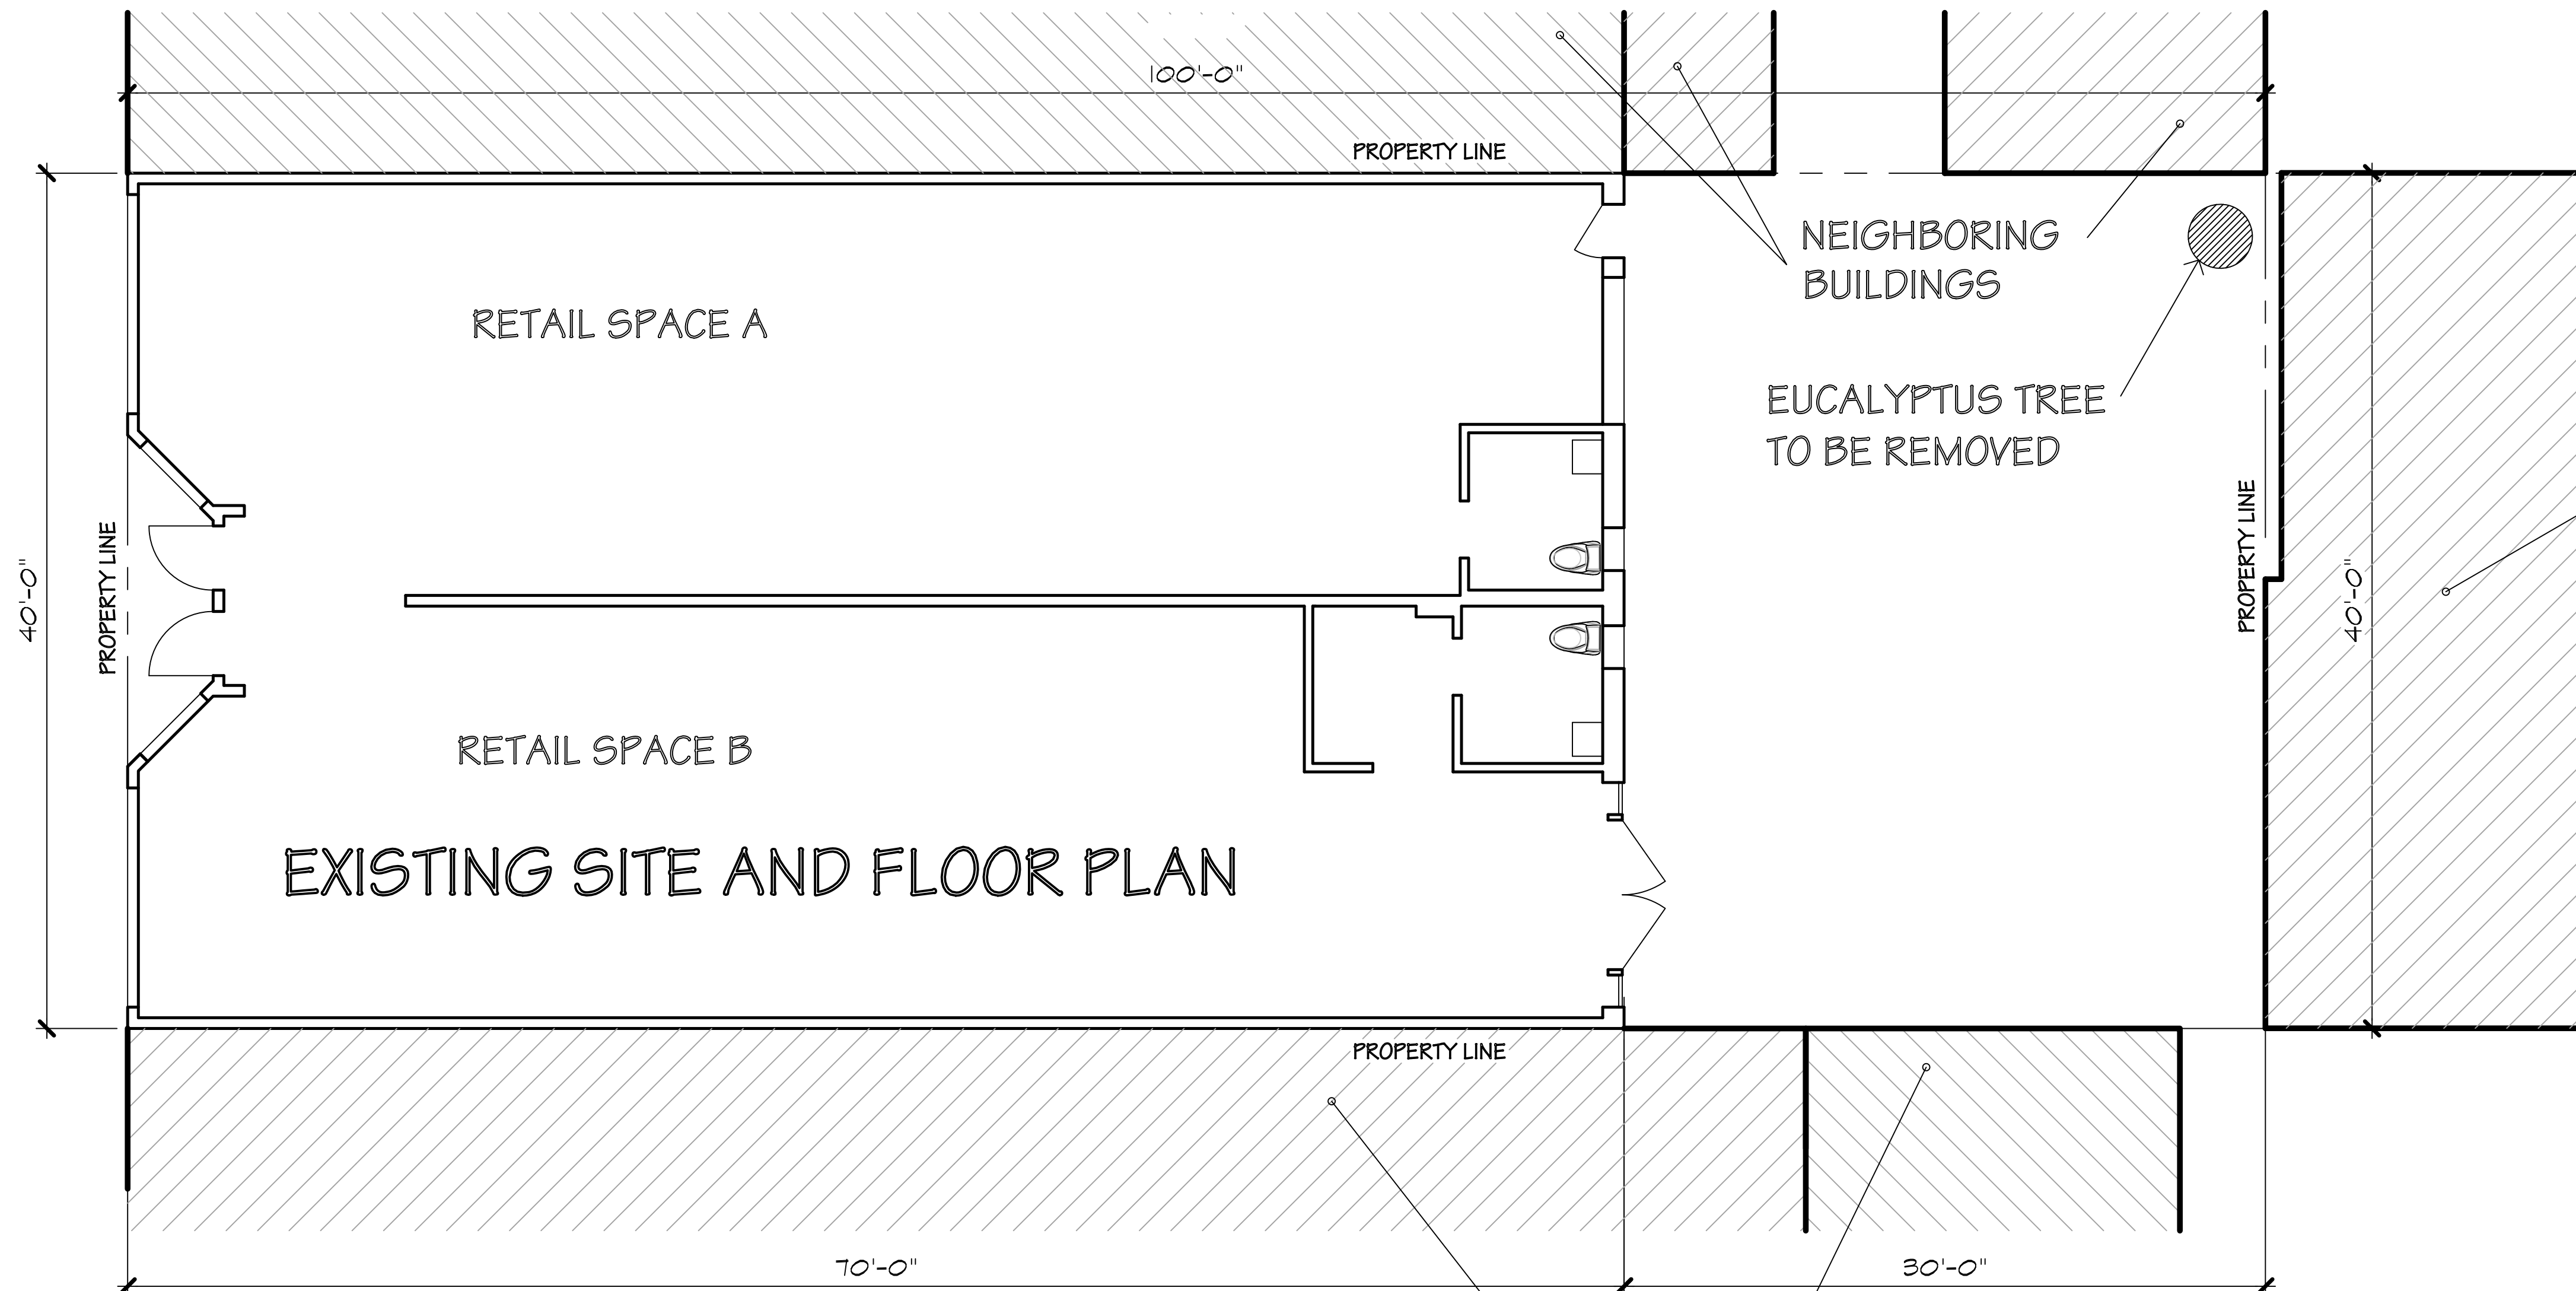 100'-0"
PROPERTY LINE
NEIGHBORING
BUILDINGS
RETAIL SPACE A
EUCALYPTUS TREE
TO BE REMOVED
40'-0"
PROPERTY LINE
PROPERTY LINE
40'-0"
RETAIL SPACE B
EXISTING SITE AND FLOOR PLAN
PROPERTY LINE
70'-0"
30'-0"